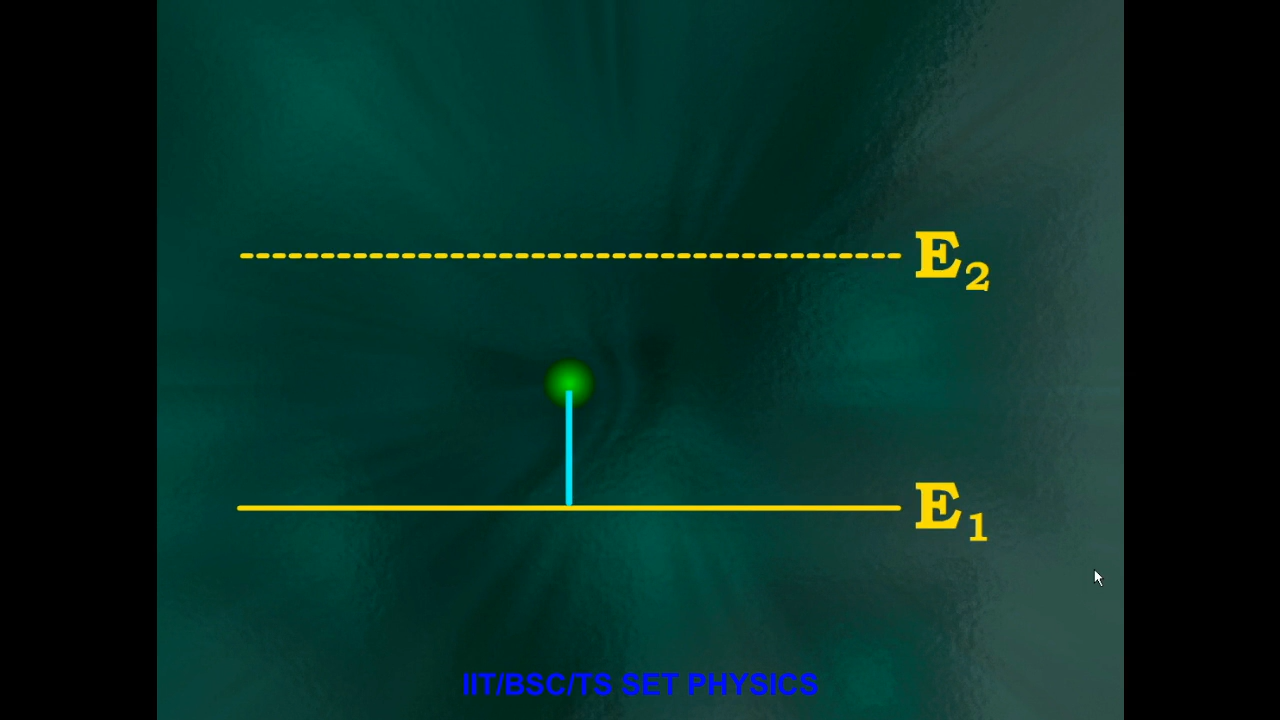 E₂
E₁
IIT/BSC/TS SET PHYSICS